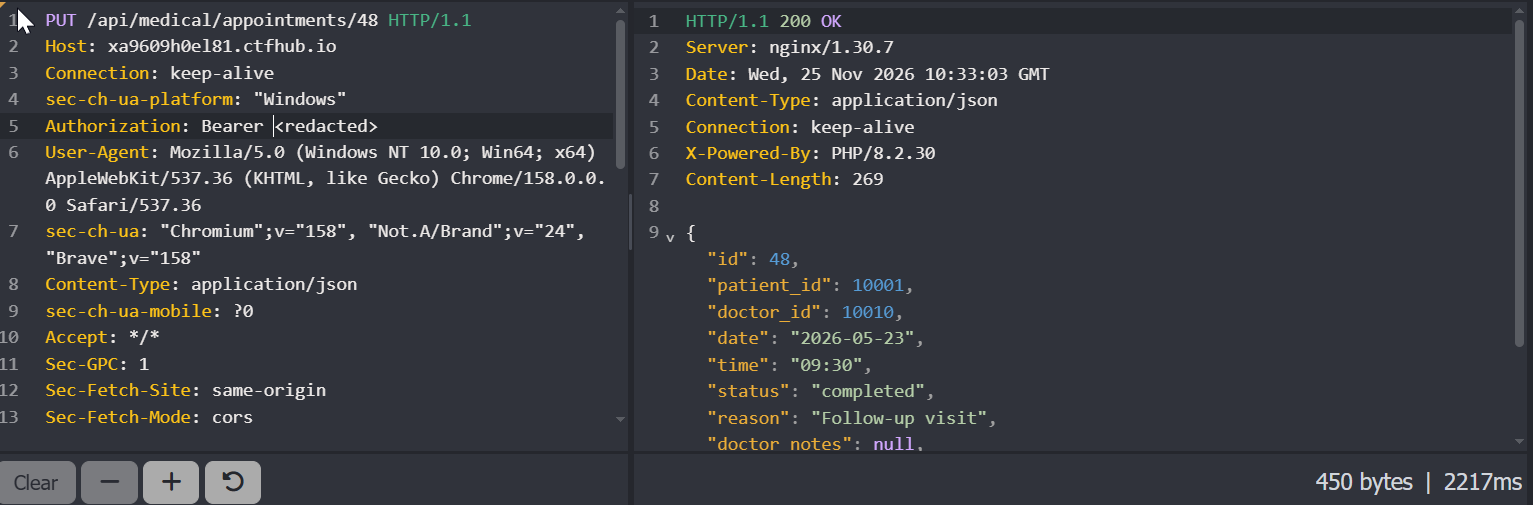 1 PUT /api/medical/appointments/48 HTTP/1.1
2 Host: xa9609h0el81.ctfhub.io
3 Connection: keep-alive
4 sec-ch-ua-platform: "Windows"
5 Authorization: Bearer <redacted>
6 User-Agent: Mozilla/5.0 (Windows NT 10.0; Win64; x64)
AppleWebKit/537.36 (KHTML, like Gecko) Chrome/158.0.0.
0 Safari/537.36
7 sec-ch-ua: "Chromium";v="158", "Not.A/Brand";v="24",
"Brave";v="158"
8 Content-Type: application/json
9 sec-ch-ua-mobile: ?0
10 Accept: */*
11 Sec-GPC: 1
12 Sec-Fetch-Site: same-origin
13 Sec-Fetch-Mode: cors
1 HTTP/1.1 200 OK
2 Server: nginx/1.30.7
3 Date: Wed, 25 Nov 2026 10:33:03 GMT
4 Content-Type: application/json
5 Connection: keep-alive
6 X-Powered-By: PHP/8.2.30
7 Content-Length: 269
8
9 {
"id": 48,
"patient_id": 10001,
"doctor_id": 10010,
"date": "2026-05-23",
"time": "09:30",
"status": "completed",
"reason": "Follow-up visit",
"doctor_notes": null,
Clear
450 bytes | 2217ms